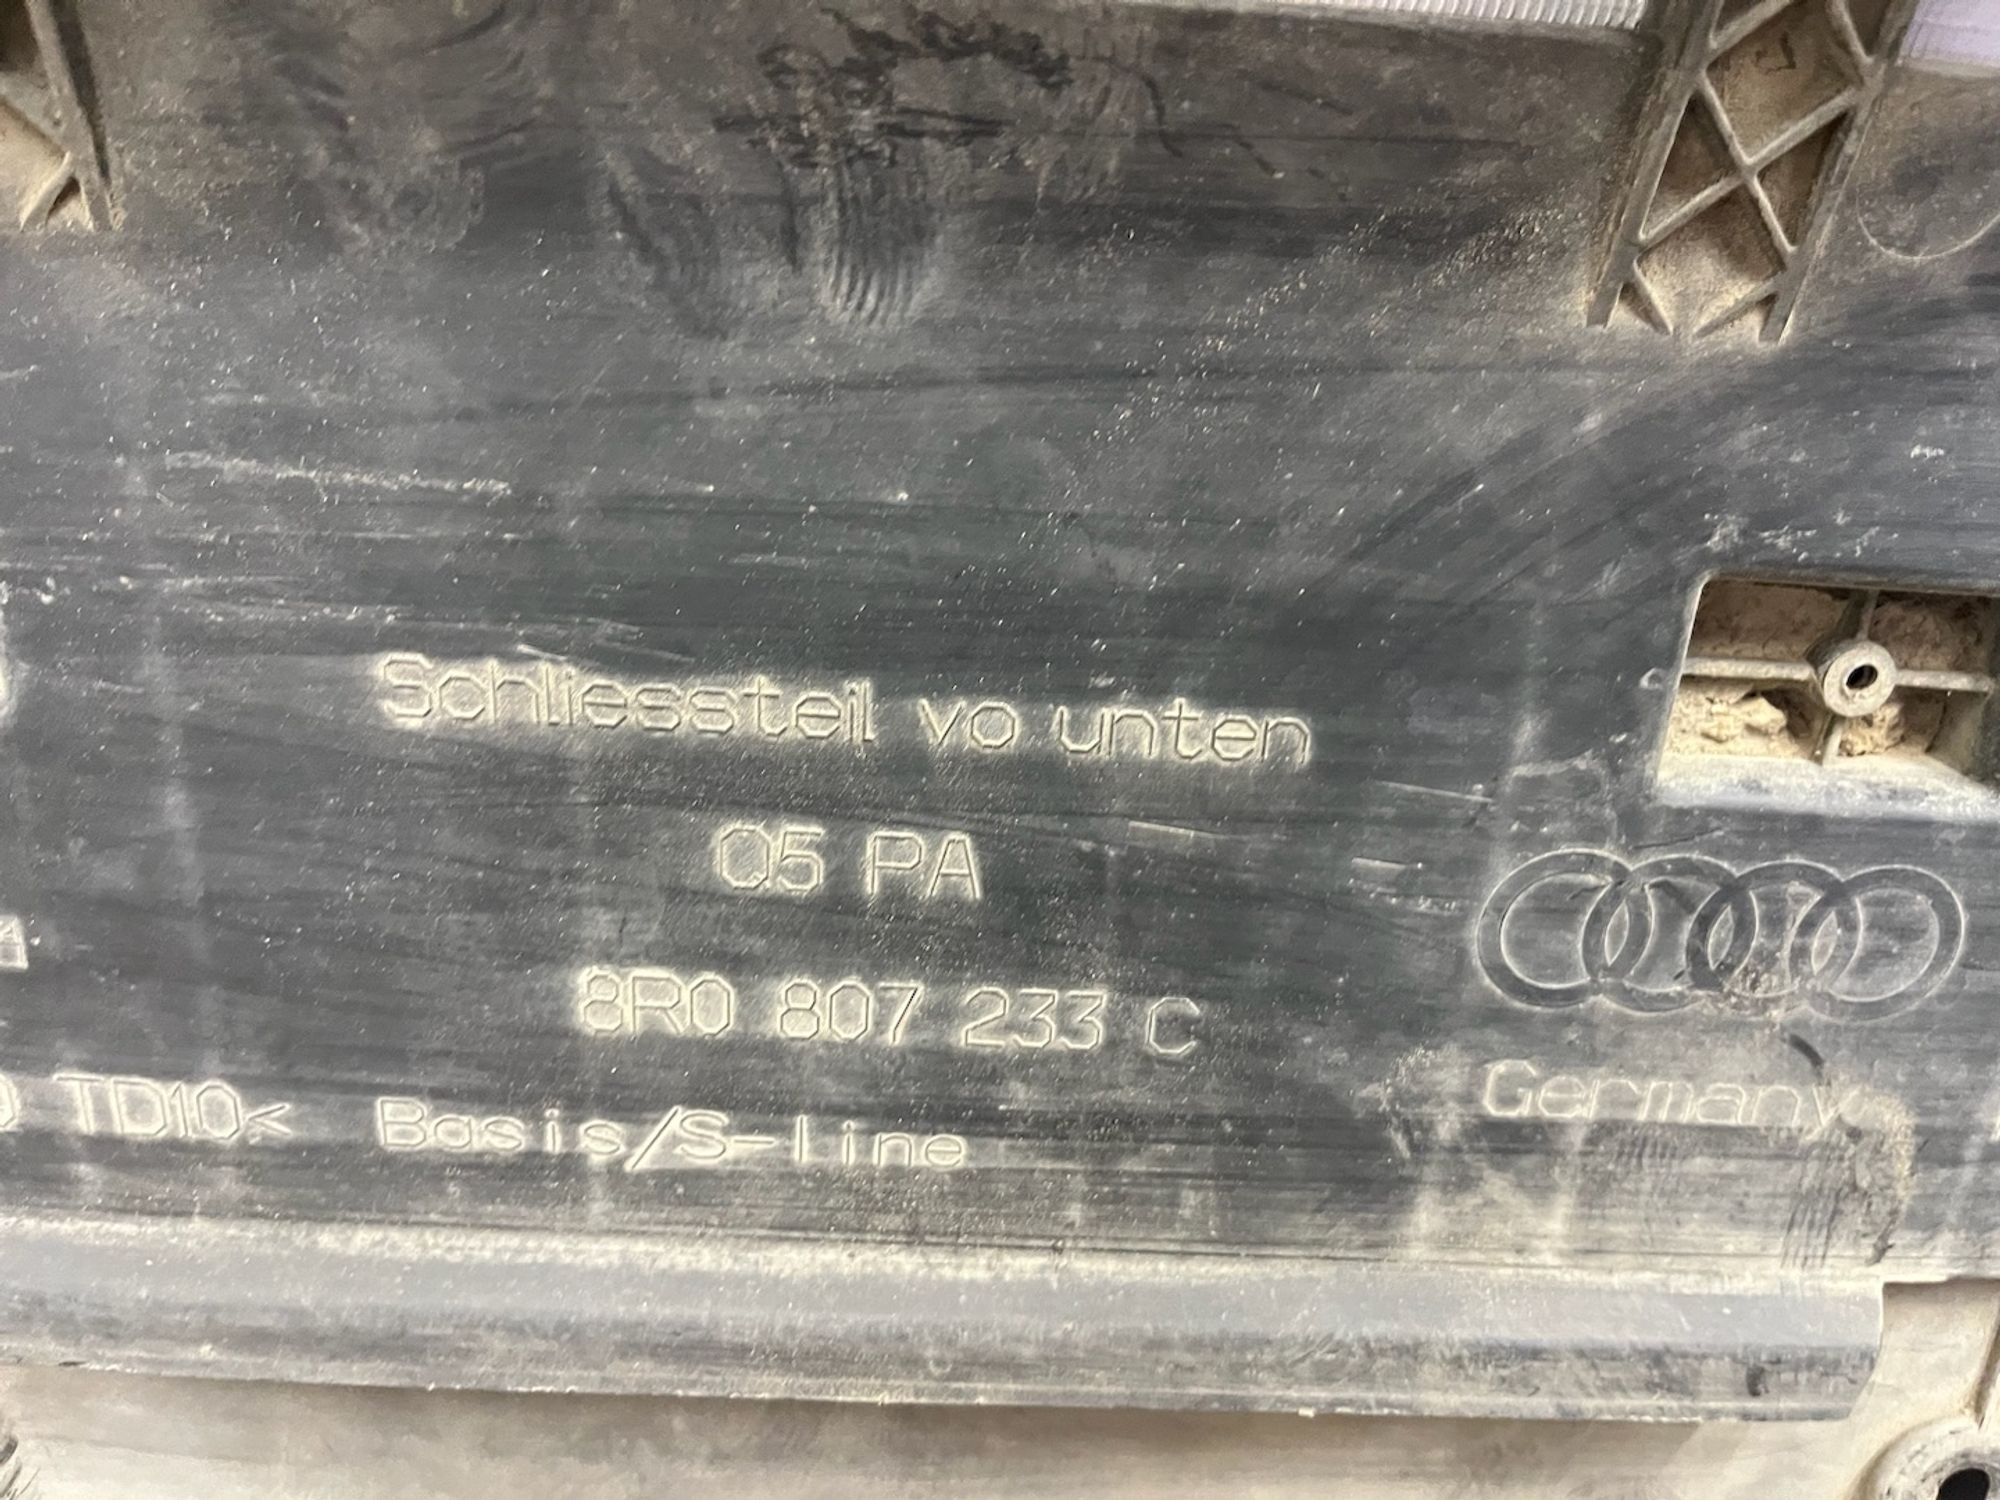 Schliessteil vo unten
Q5 PA
8R0 807 233 C
TD10< Basis/S-line
Germany